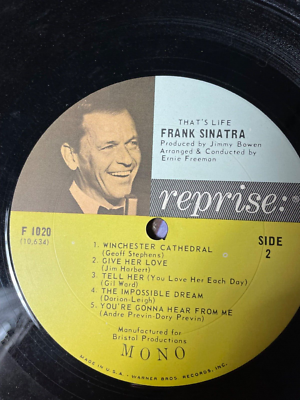 THAT'S LIFE
FRANK SINATRA
Produced by Jimmy Bowen
Arranged & Conducted by
Ernie Freeman
reprise:®
F 1020
(10,634)
SIDE
2
1. WINCHESTER CATHEDRAL
(Geoff Stephens)
2. GIVE HER LOVE
(Jim Harbert)
3. TELL HER (You Love Her Each Day)
(Gil Ward)
4. THE IMPOSSIBLE DREAM
(Darion-Leigh)
5. YOU'RE GONNA HEAR FROM ME
(Andre Previn-Dory Previn)
Manufactured for
Bristol Productions
MONO
MADE IN U.S.A. - WARNER BROS. RECORDS, INC.